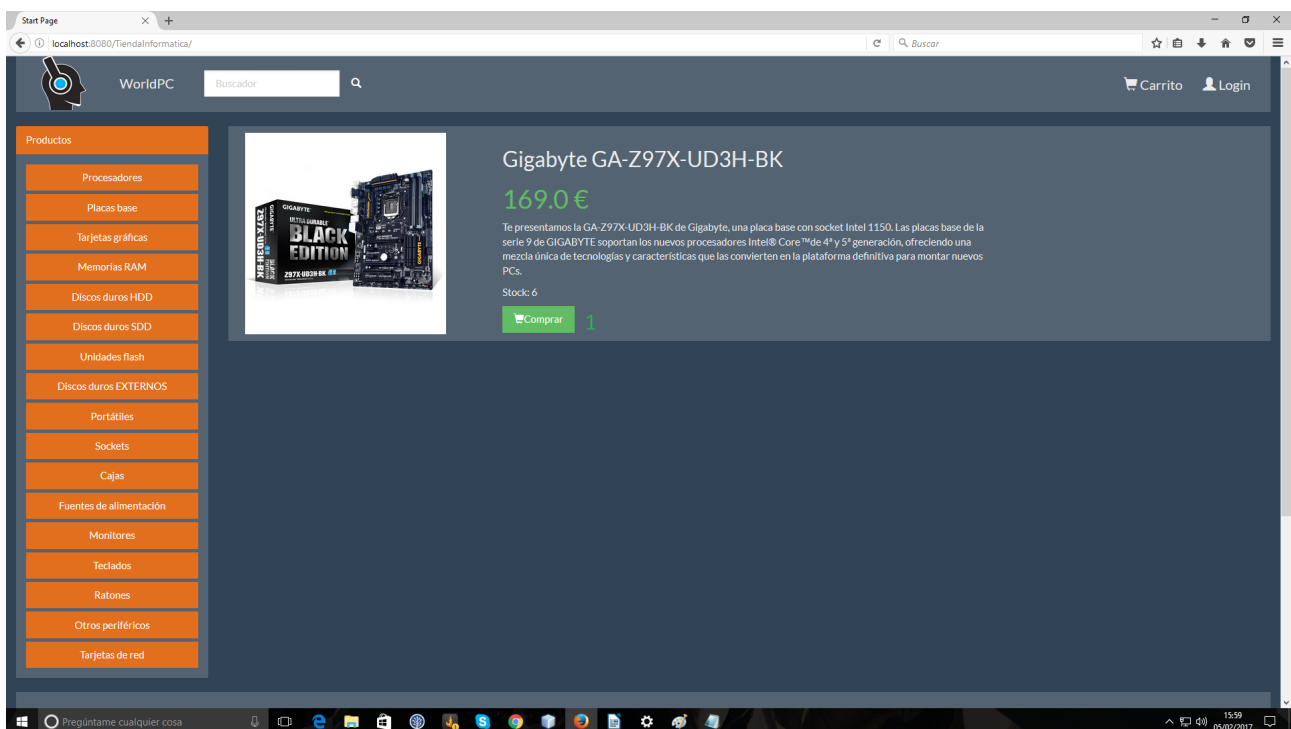 Start Page
localhost:8080/TiendaInformatica/
Buscar
WorldPC
Buscador
Carrito
Login
Productos
Procesadores
Placas base
Tarjetas gráficas
Memorias RAM
Discos duros HDD
Discos duros SDD
Unidades flash
Discos duros EXTERNOS
Portátiles
Sockets
Cajas
Fuentes de alimentación
Monitores
Teclados
Ratones
Otros periféricos
Tarjetas de red
GIGABYTE
ULTRA DURABLE
BLACK
EDITION
Z97X-UD3H-BK
Z97X-UD3H-BK
Gigabyte GA-Z97X-UD3H-BK
169.0 €
Te presentamos la GA-Z97X-UD3H-BK de Gigabyte, una placa base con socket Intel 1150. Las placas base de la
serie 9 de GIGABYTE soportan los nuevos procesadores Intel® Core ™de 4ª y 5ª generación, ofreciendo una
mezcla única de tecnologías y características que las convierten en la plataforma definitiva para montar nuevos
PCs.
Stock: 6
Comprar
1
Pregúntame cualquier cosa
15:59
05/02/2017